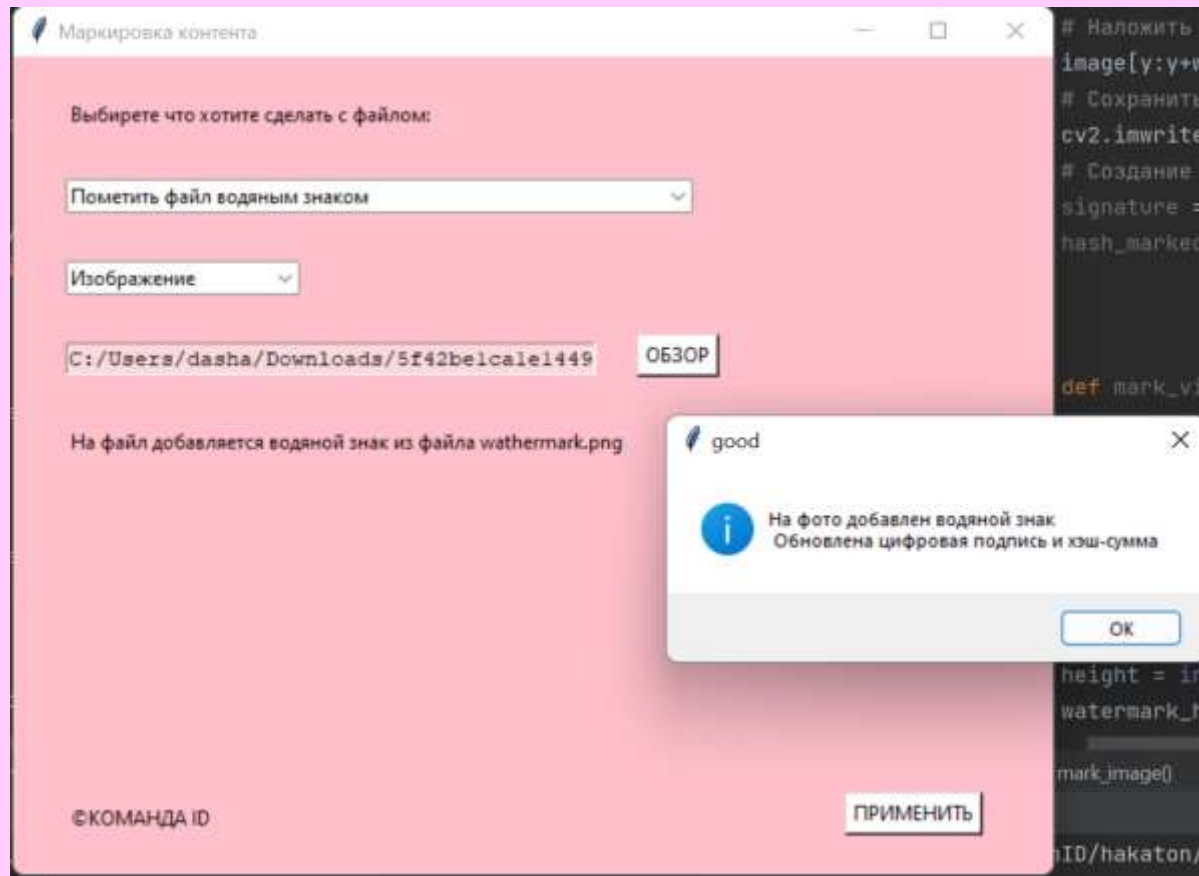 Маркировка контента
Выбирете что хотите сделать с файлом:
Пометить файл водяным знаком
Изображение
C:/Users/dasha/Downloads/5f42be1ca1e1449
ОБЗОР
На файл добавляется водяной знак из файла wathermark.png
©КОМАНДА ID
ПРИМЕНИТЬ
good
На фото добавлен водяной знак
Обновлена цифровая подпись и хэш-сумма
OK
# Наложить
image[y:y+w
# Сохранить
cv2.imwrite
# Создание
signature =
hash_marked
def mark_vi
height = in
watermark_h
mark_image()
ID/hakaton/